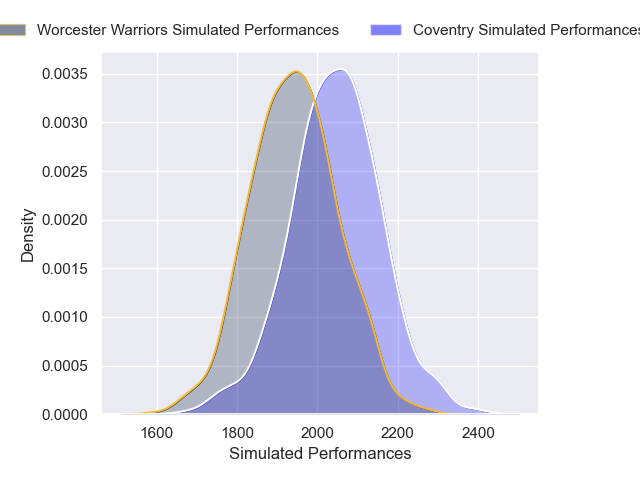 Worcester Warriors Simulated Performances
Coventry Simulated Performances
0.0035
0.0030
0.0025
0.0020
0.0015
0.0010
0.0005
0.0000
Density
1600 1800 2000 2200 2400
Simulated Performances